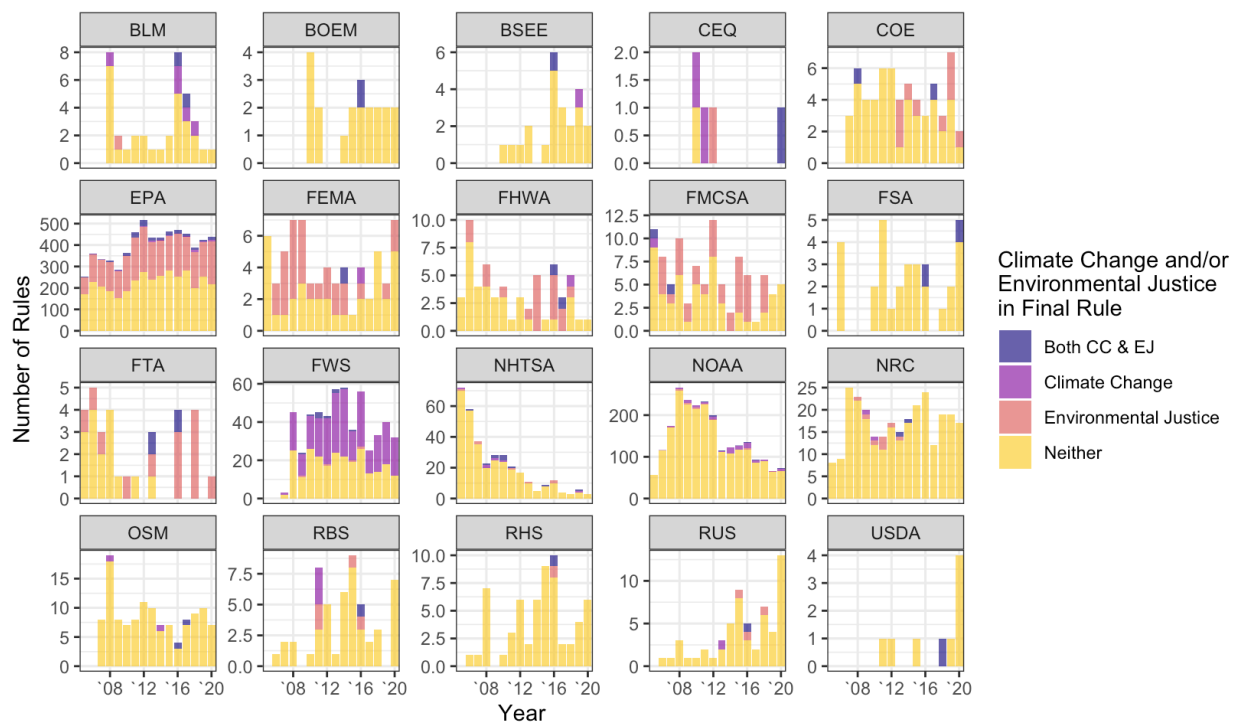 BLM BOEM BSEE CEQ COE
8 6 4 2 0
4 3 2 1 0
6 4 2 0
2.0 1.5 1.0 0.5 0.0
6 4 2 0
EPA FEMA FHWA FMCSA FSA
500 400 300 200 100 0
6 4 2 0
10.0 7.5 5.0 2.5 0.0
12.5 10.0 7.5 5.0 2.5 0.0
5 4 3 2 1 0
FTA FWS NHTSA NOAA NRC
5 4 3 2 1 0
60 40 20 0
60 40 20 0
200 100 0
25 20 15 10 5 0
OSM RBS RHS RUS USDA
15 10 5 0
7.5 5.0 2.5 0.0
10.0 7.5 5.0 2.5 0.0
10 5 0
4 3 2 1 0
`08 `12 `16 `20 `08 `12 `16 `20 `08 `12 `16 `20 `08 `12 `16 `20 `08 `12 `16 `20
Year
Number of Rules
Climate Change and/or
Environmental Justice
in Final Rule
Both CC & EJ
Climate Change
Environmental Justice
Neither